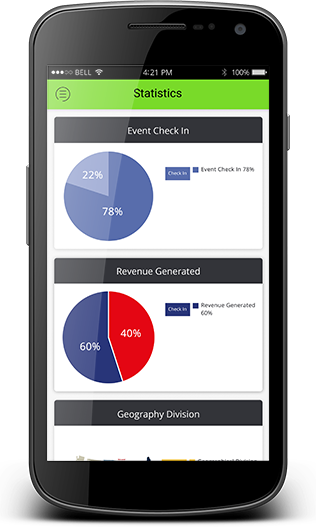 BELL 4:21 PM 100%
Statistics
Event Check In
22%
78%
Check In
Event Check In 78%
Revenue Generated
40%
60%
Check In
Revenue Generated
60%
Geography Division